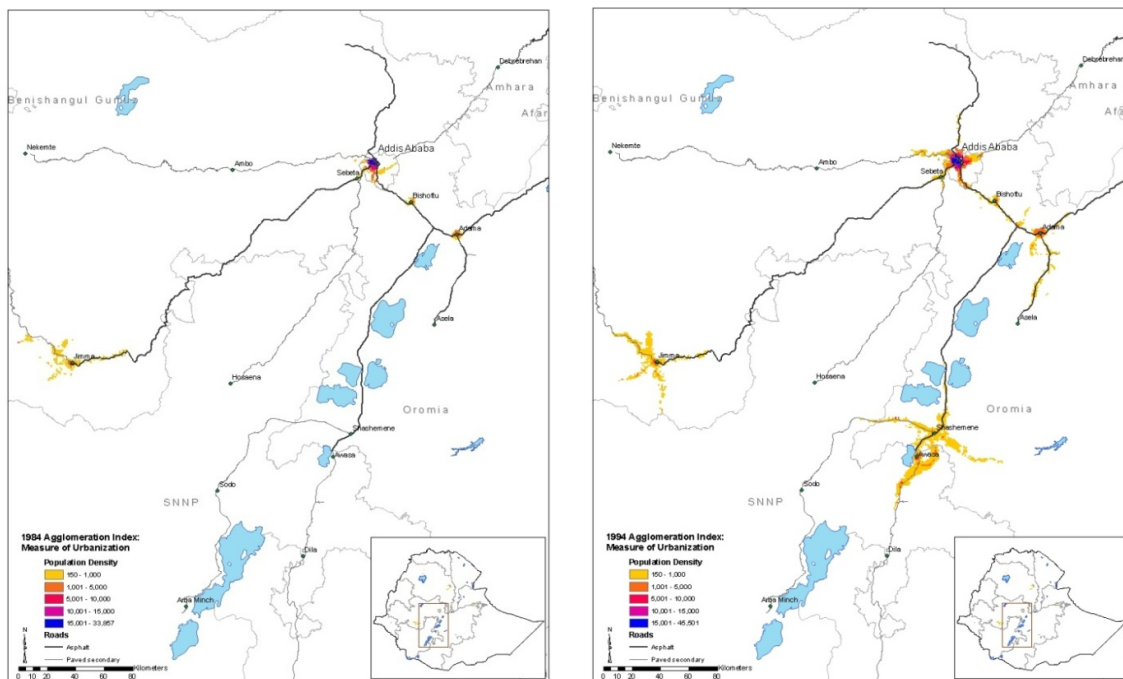 Debrebrehan
Amhara
Benishangul Gumuz
Afar
Nekemte
Ambo
Addis Ababa
Sebeta
Bishoftu
Adama
Asela
Jimma
Hosaena
Oromia
Shashemene
Awasa
Sodo
SNNP
Dila
Arba Minch
1984 Agglomeration Index:
Measure of Urbanization
Population Density
150 - 1,000
1,001 - 5,000
5,001 - 10,000
10,001 - 15,000
15,001 - 33,857
Roads
Asphalt
Paved secondary
N
Kilometers
0 10 20 40 60 80
Debrebrehan
Amhara
Benishangul Gumuz
Afar
Nekemte
Ambo
Addis Ababa
Sebeta
Bishoftu
Adama
Asela
Jimma
Hosaena
Oromia
Shashemene
Awasa
Sodo
SNNP
Dila
Arba Minch
1994 Agglomeration Index:
Measure of Urbanization
Population Density
150 - 1,000
1,001 - 5,000
5,001 - 10,000
10,001 - 15,000
15,001 - 45,501
Roads
Asphalt
Paved secondary
N
Kilometers
0 10 20 40 60 80